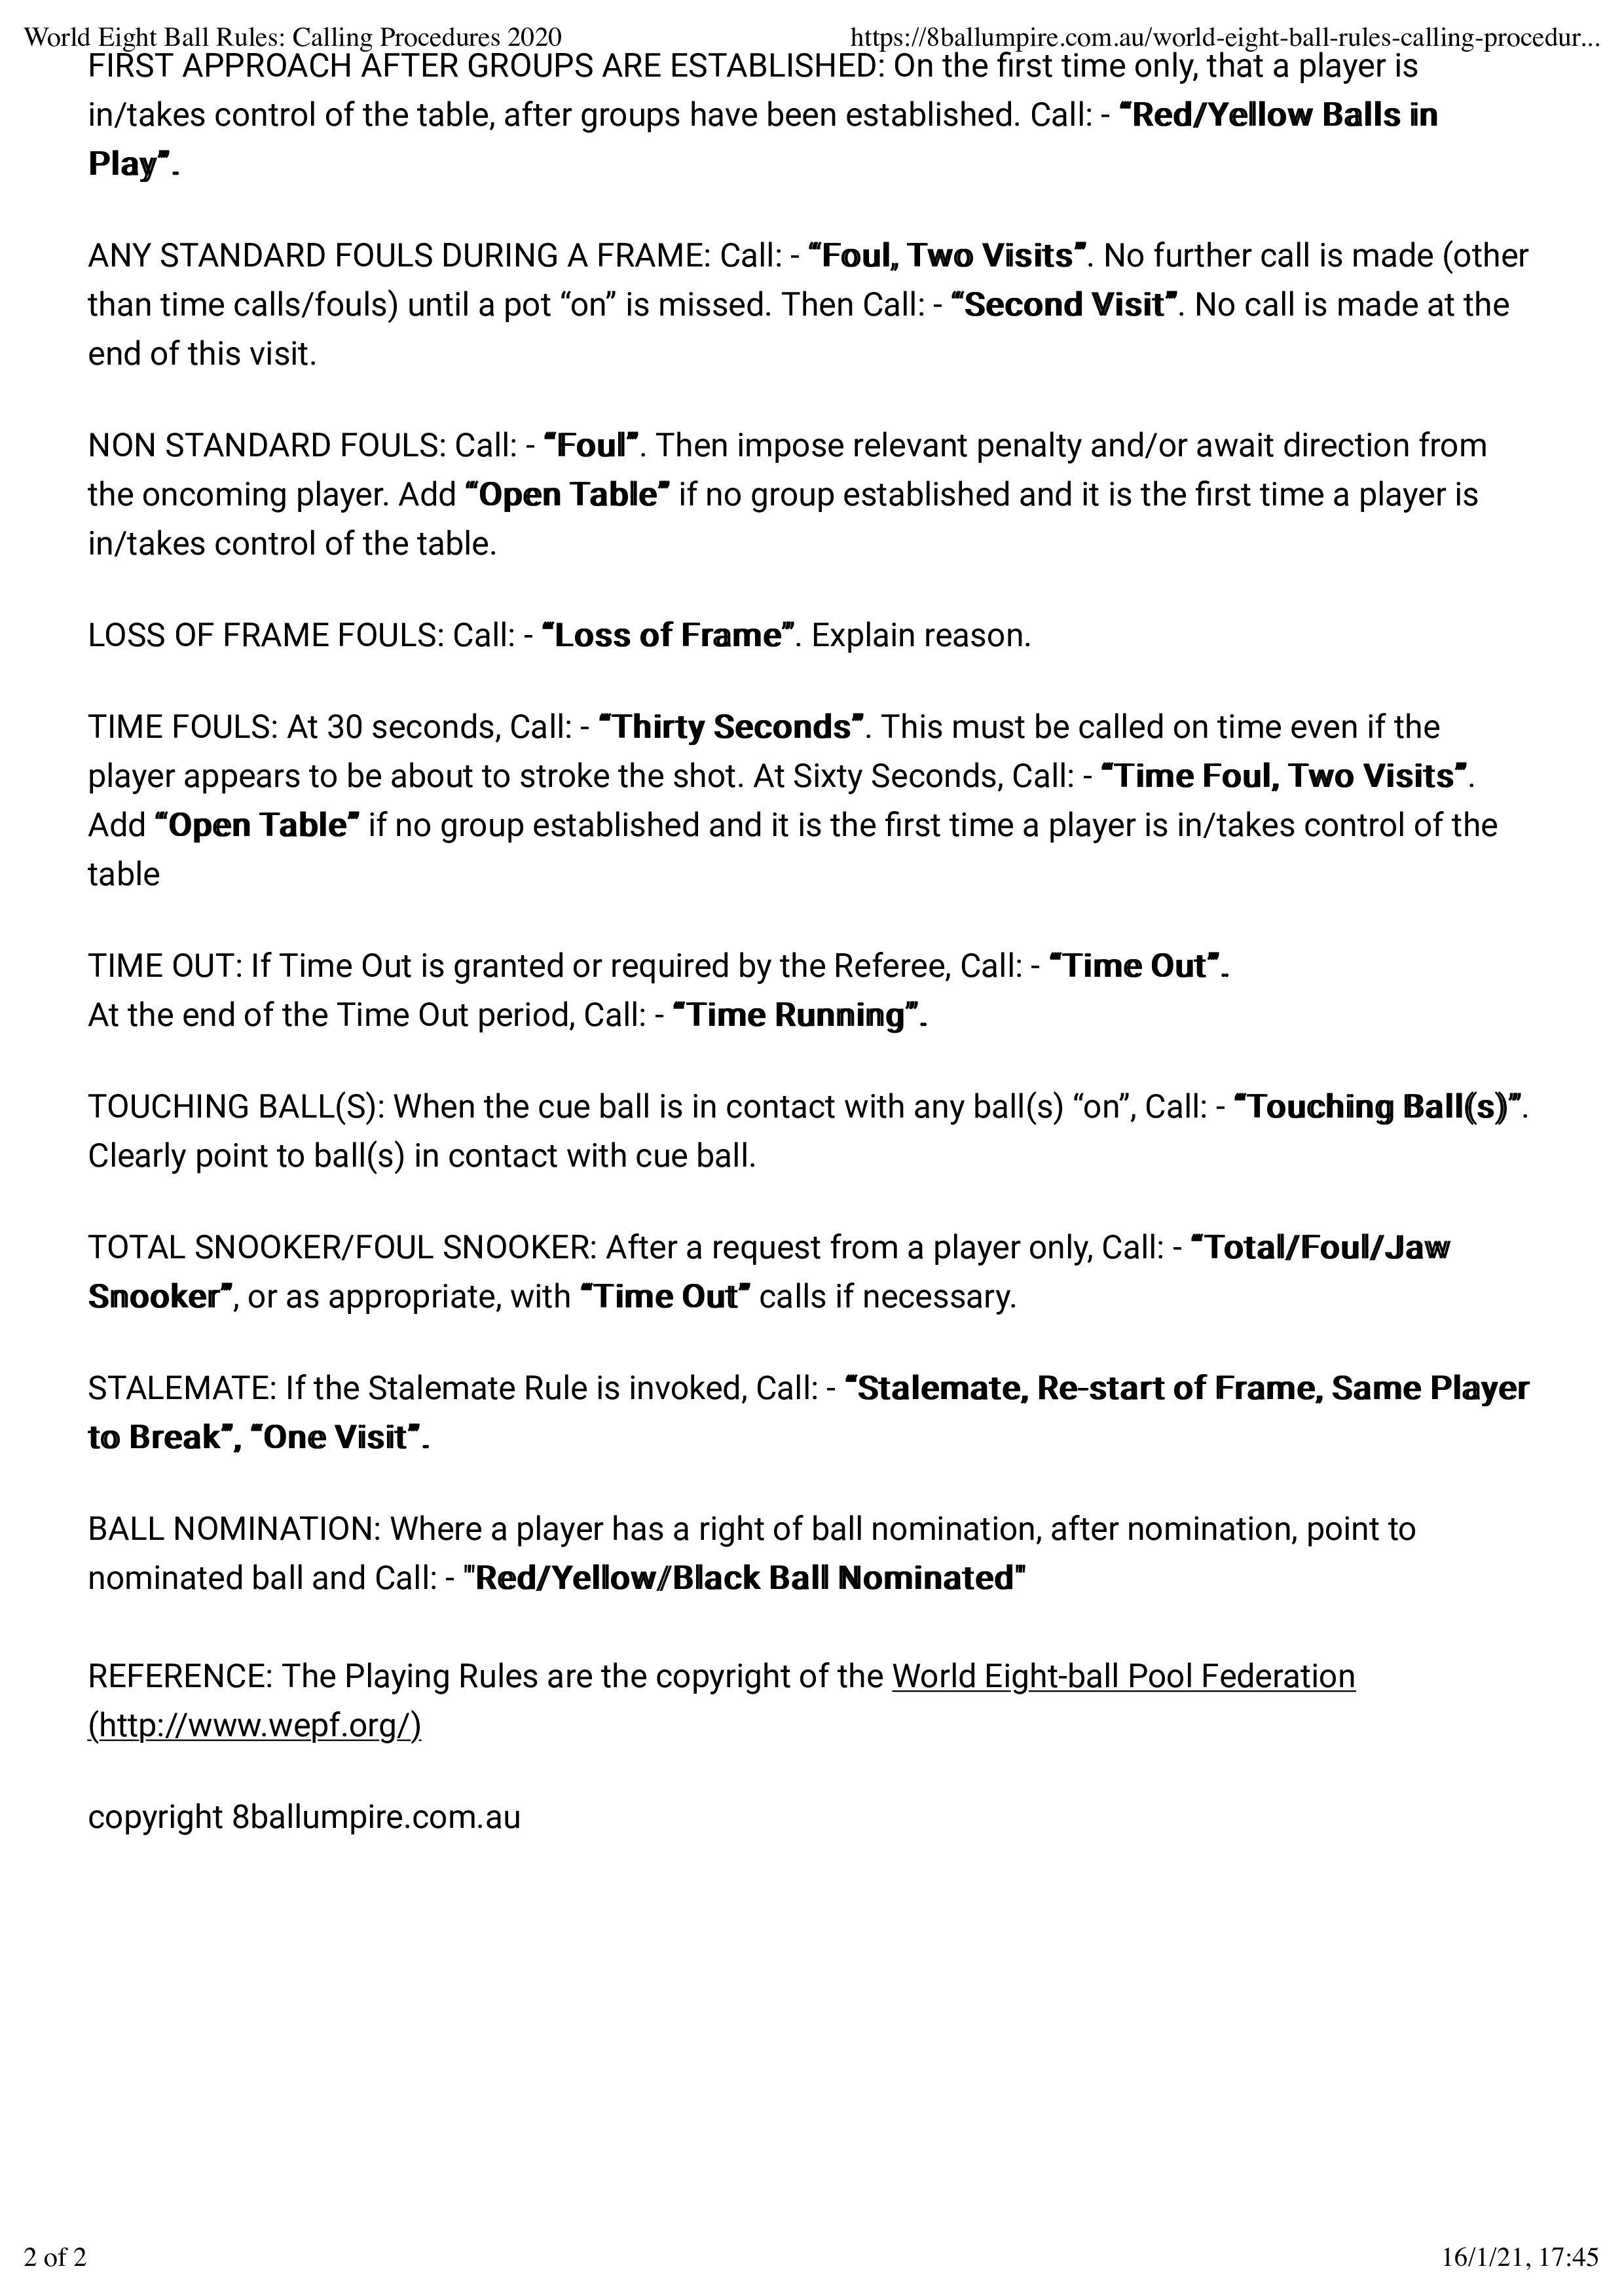 World Eight Ball Rules: Calling Procedures 2020 https://8ballumpire.com.au/world-eight-ball-rules-calling-procedur...
FIRST APPROACH AFTER GROUPS ARE ESTABLISHED: On the first time only, that a player is
in/takes control of the table, after groups have been established. Call: - “Red/Yellow Balls in
Play”.
ANY STANDARD FOULS DURING A FRAME: Call: - “Foul, Two Visits”. No further call is made (other
than time calls/fouls) until a pot “on” is missed. Then Call: - “Second Visit”. No call is made at the
end of this visit.
NON STANDARD FOULS: Call: - “Foul”. Then impose relevant penalty and/or await direction from
the oncoming player. Add “Open Table” if no group established and it is the first time a player is
in/takes control of the table.
LOSS OF FRAME FOULS: Call: - “Loss of Frame”. Explain reason.
TIME FOULS: At 30 seconds, Call: - “Thirty Seconds”. This must be called on time even if the
player appears to be about to stroke the shot. At Sixty Seconds, Call: - “Time Foul, Two Visits”.
Add “Open Table” if no group established and it is the first time a player is in/takes control of the
table
TIME OUT: If Time Out is granted or required by the Referee, Call: - “Time Out”.
At the end of the Time Out period, Call: - “Time Running”.
TOUCHING BALL(S): When the cue ball is in contact with any ball(s) “on”, Call: - “Touching Ball(s)”.
Clearly point to ball(s) in contact with cue ball.
TOTAL SNOOKER/FOUL SNOOKER: After a request from a player only, Call: - “Total/Foul/Jaw
Snooker”, or as appropriate, with “Time Out” calls if necessary.
STALEMATE: If the Stalemate Rule is invoked, Call: - “Stalemate, Re-start of Frame, Same Player
to Break”, “One Visit”.
BALL NOMINATION: Where a player has a right of ball nomination, after nomination, point to
nominated ball and Call: - "Red/Yellow/Black Ball Nominated"
REFERENCE: The Playing Rules are the copyright of the World Eight-ball Pool Federation
(http://www.wepf.org/)
copyright 8ballumpire.com.au
2 of 2 16/1/21, 17:45